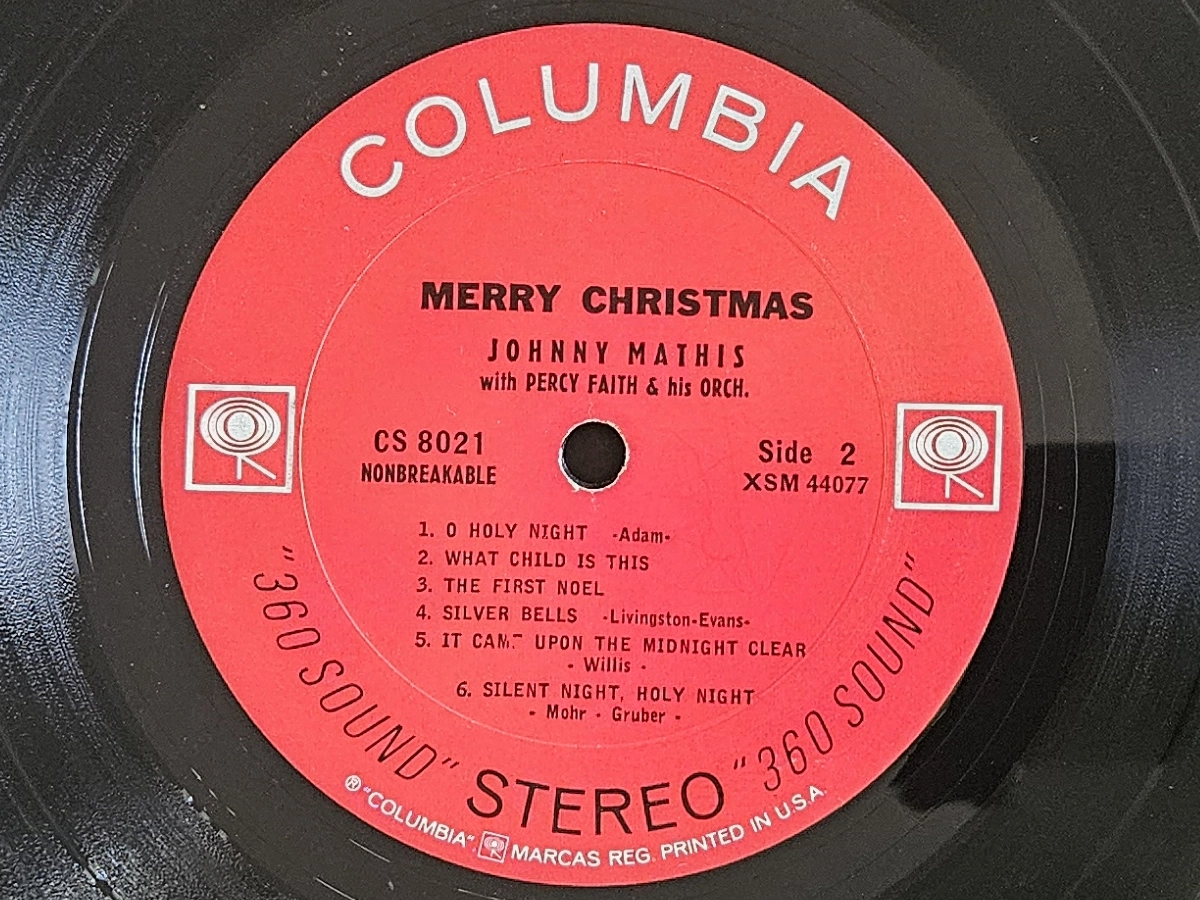 COLUMBIA
MERRY CHRISTMAS
JOHNNY MATHIS
with PERCY FAITH & his ORCH.
CS 8021
NONBREAKABLE
Side 2
XSM 44077
1. O HOLY NIGHT -Adam-
2. WHAT CHILD IS THIS
3. THE FIRST NOEL
4. SILVER BELLS -Livingston-Evans-
5. IT CAME UPON THE MIDNIGHT CLEAR
- Willis -
6. SILENT NIGHT, HOLY NIGHT
- Mohr - Gruber -
"360 SOUND" STEREO "360 SOUND"
® "COLUMBIA". MARCAS REG. PRINTED IN U.S.A.